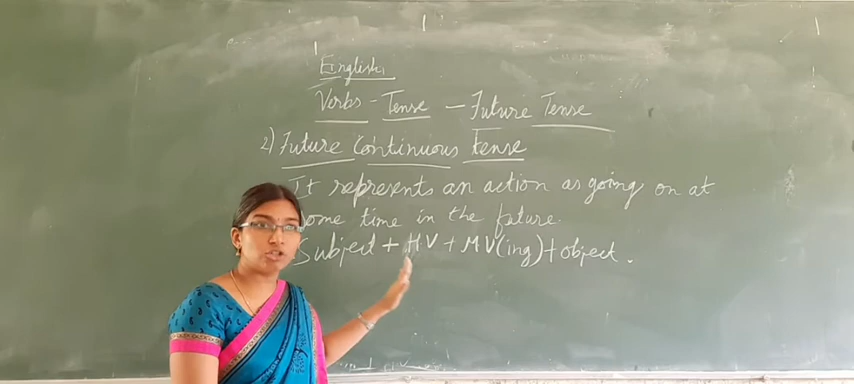 English
Verbs - Tense - Future Tense
2) Future Continuous Tense
It represents an action as going on at
some time in the future.
Subject + HV + MV(ing) + object.